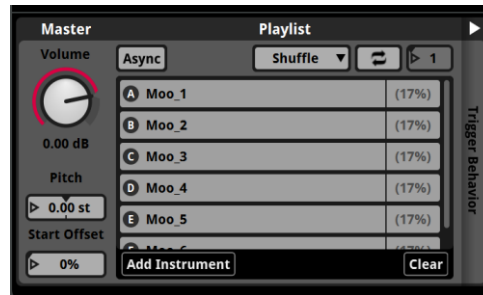 Master
Playlist
Volume
Async
Shuffle
1
A Moo_1 (17%)
B Moo_2 (17%)
0.00 dB
C Moo_3 (17%)
Pitch
D Moo_4 (17%)
0.00 st
E Moo_5 (17%)
Start Offset
0%
Add Instrument
Clear
Trigger Behavior